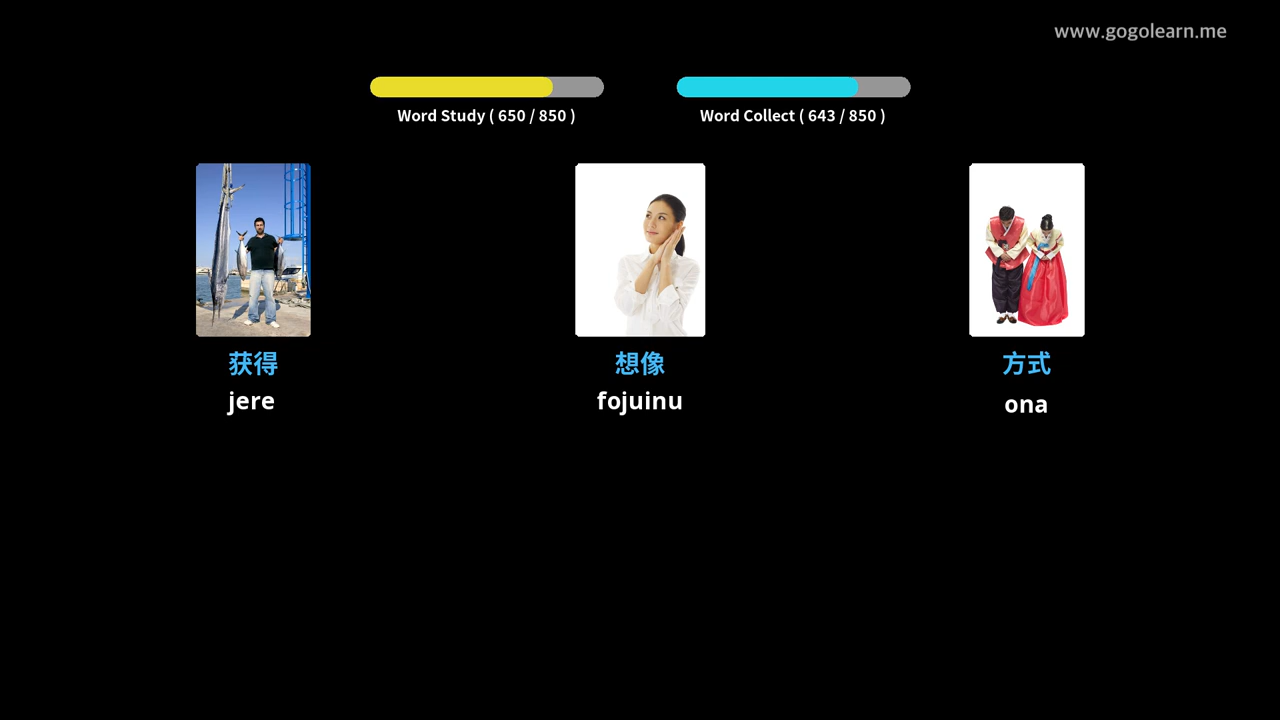 www.gogolearn.me
Word Study ( 650 / 850 )
Word Collect ( 643 / 850 )
获得
想像
方式
jere
fojuinu
ona